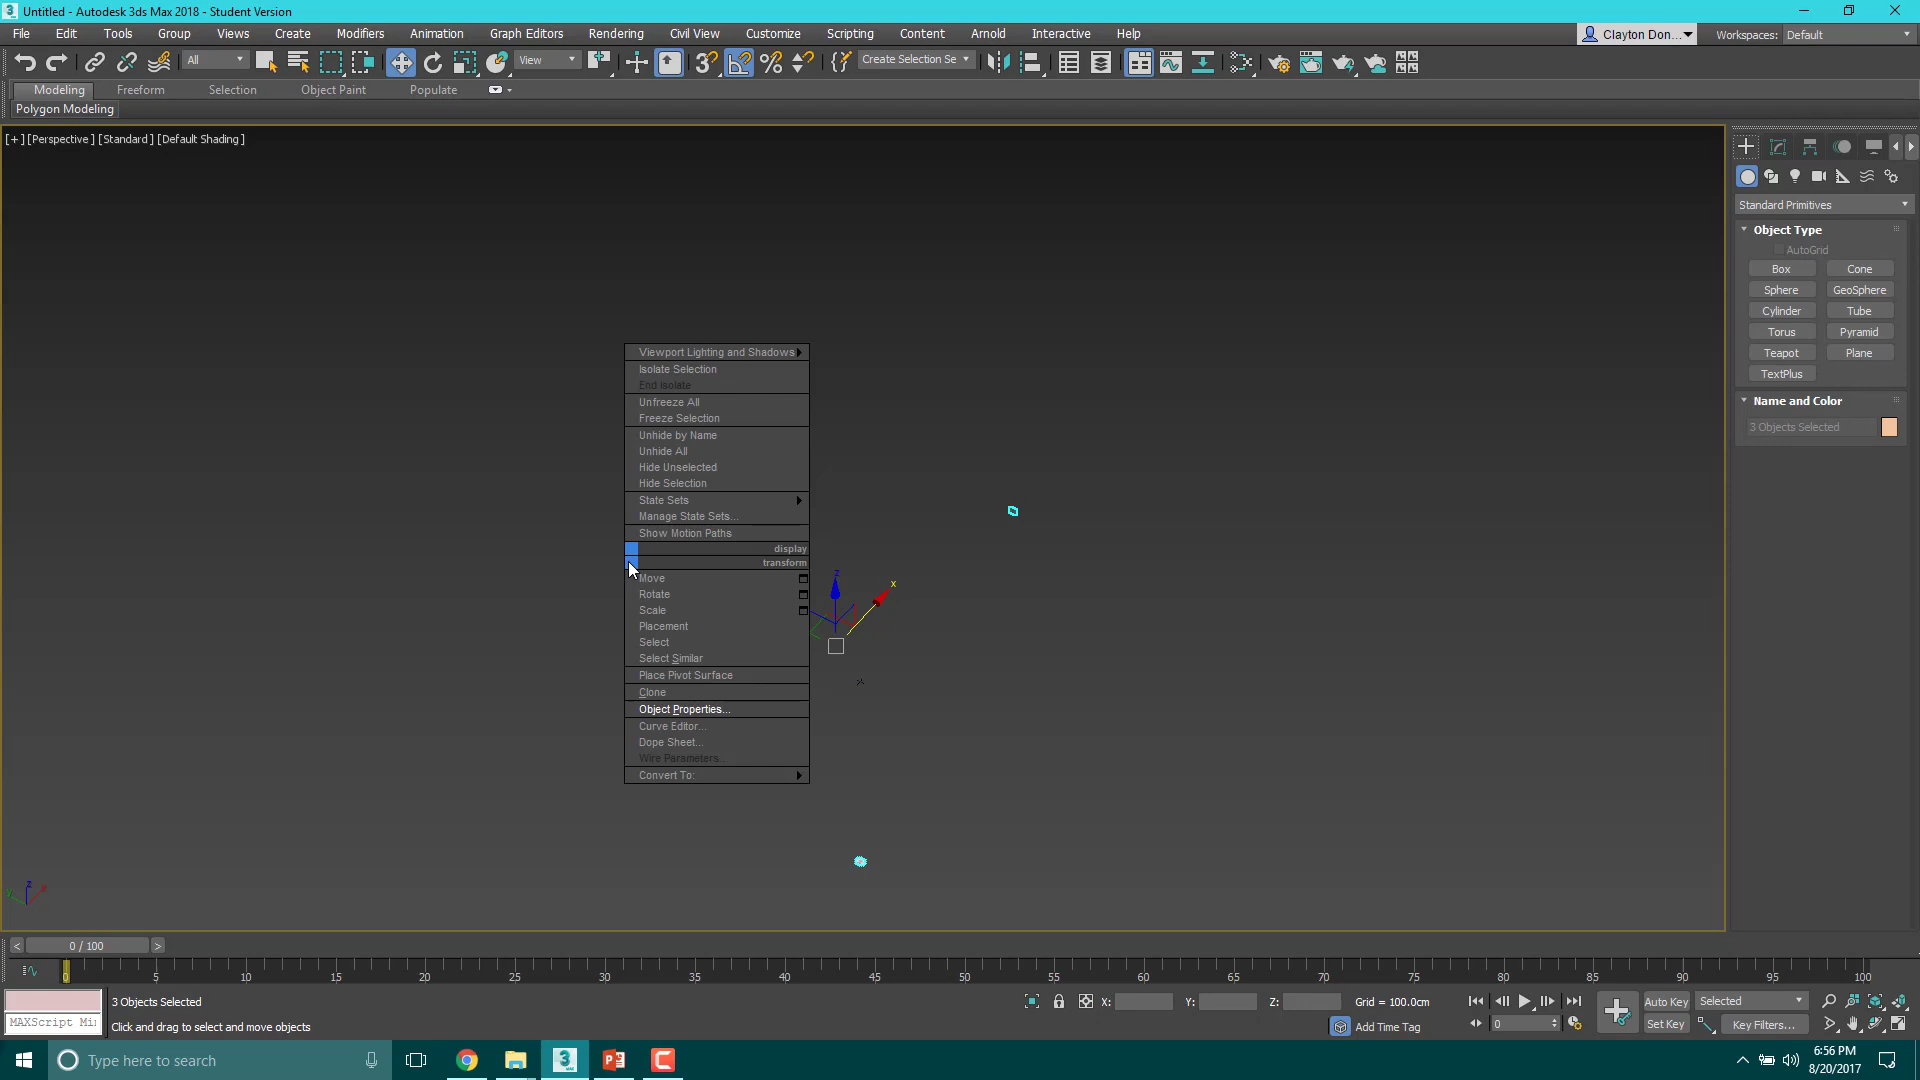 Untitled - Autodesk 3ds Max 2018 - Student Version
File Edit Tools Group Views Create Modifiers Animation Graph Editors Rendering Civil View Customize Scripting Content Arnold Interactive Help
Clayton Don... Workspaces: Default
All View Create Selection Se
Modeling Freeform Selection Object Paint Populate
Polygon Modeling
[+] [Perspective] [Standard] [Default Shading]
Viewport Lighting and Shadows
Isolate Selection
End Isolate
Unfreeze All
Freeze Selection
Unhide by Name
Unhide All
Hide Unselected
Hide Selection
State Sets
Manage State Sets...
Show Motion Paths
display
transform
Move
Rotate
Scale
Placement
Select
Select Similar
Place Pivot Surface
Clone
Object Properties...
Curve Editor...
Dope Sheet...
Wire Parameters...
Convert To:
z
x
z
x
y
Standard Primitives
Object Type
AutoGrid
Box Cone
Sphere GeoSphere
Cylinder Tube
Torus Pyramid
Teapot Plane
TextPlus
Name and Color
3 Objects Selected
< 0 / 100 >
0 5 10 15 20 25 30 35 40 45 50 55 60 65 70 75 80 85 90 95 100
3 Objects Selected
X: Y: Z: Grid = 100.0cm
Auto Key Selected
MAXScript Mi
Click and drag to select and move objects
Add Time Tag
0
Set Key Key Filters...
Type here to search
6:56 PM
8/20/2017